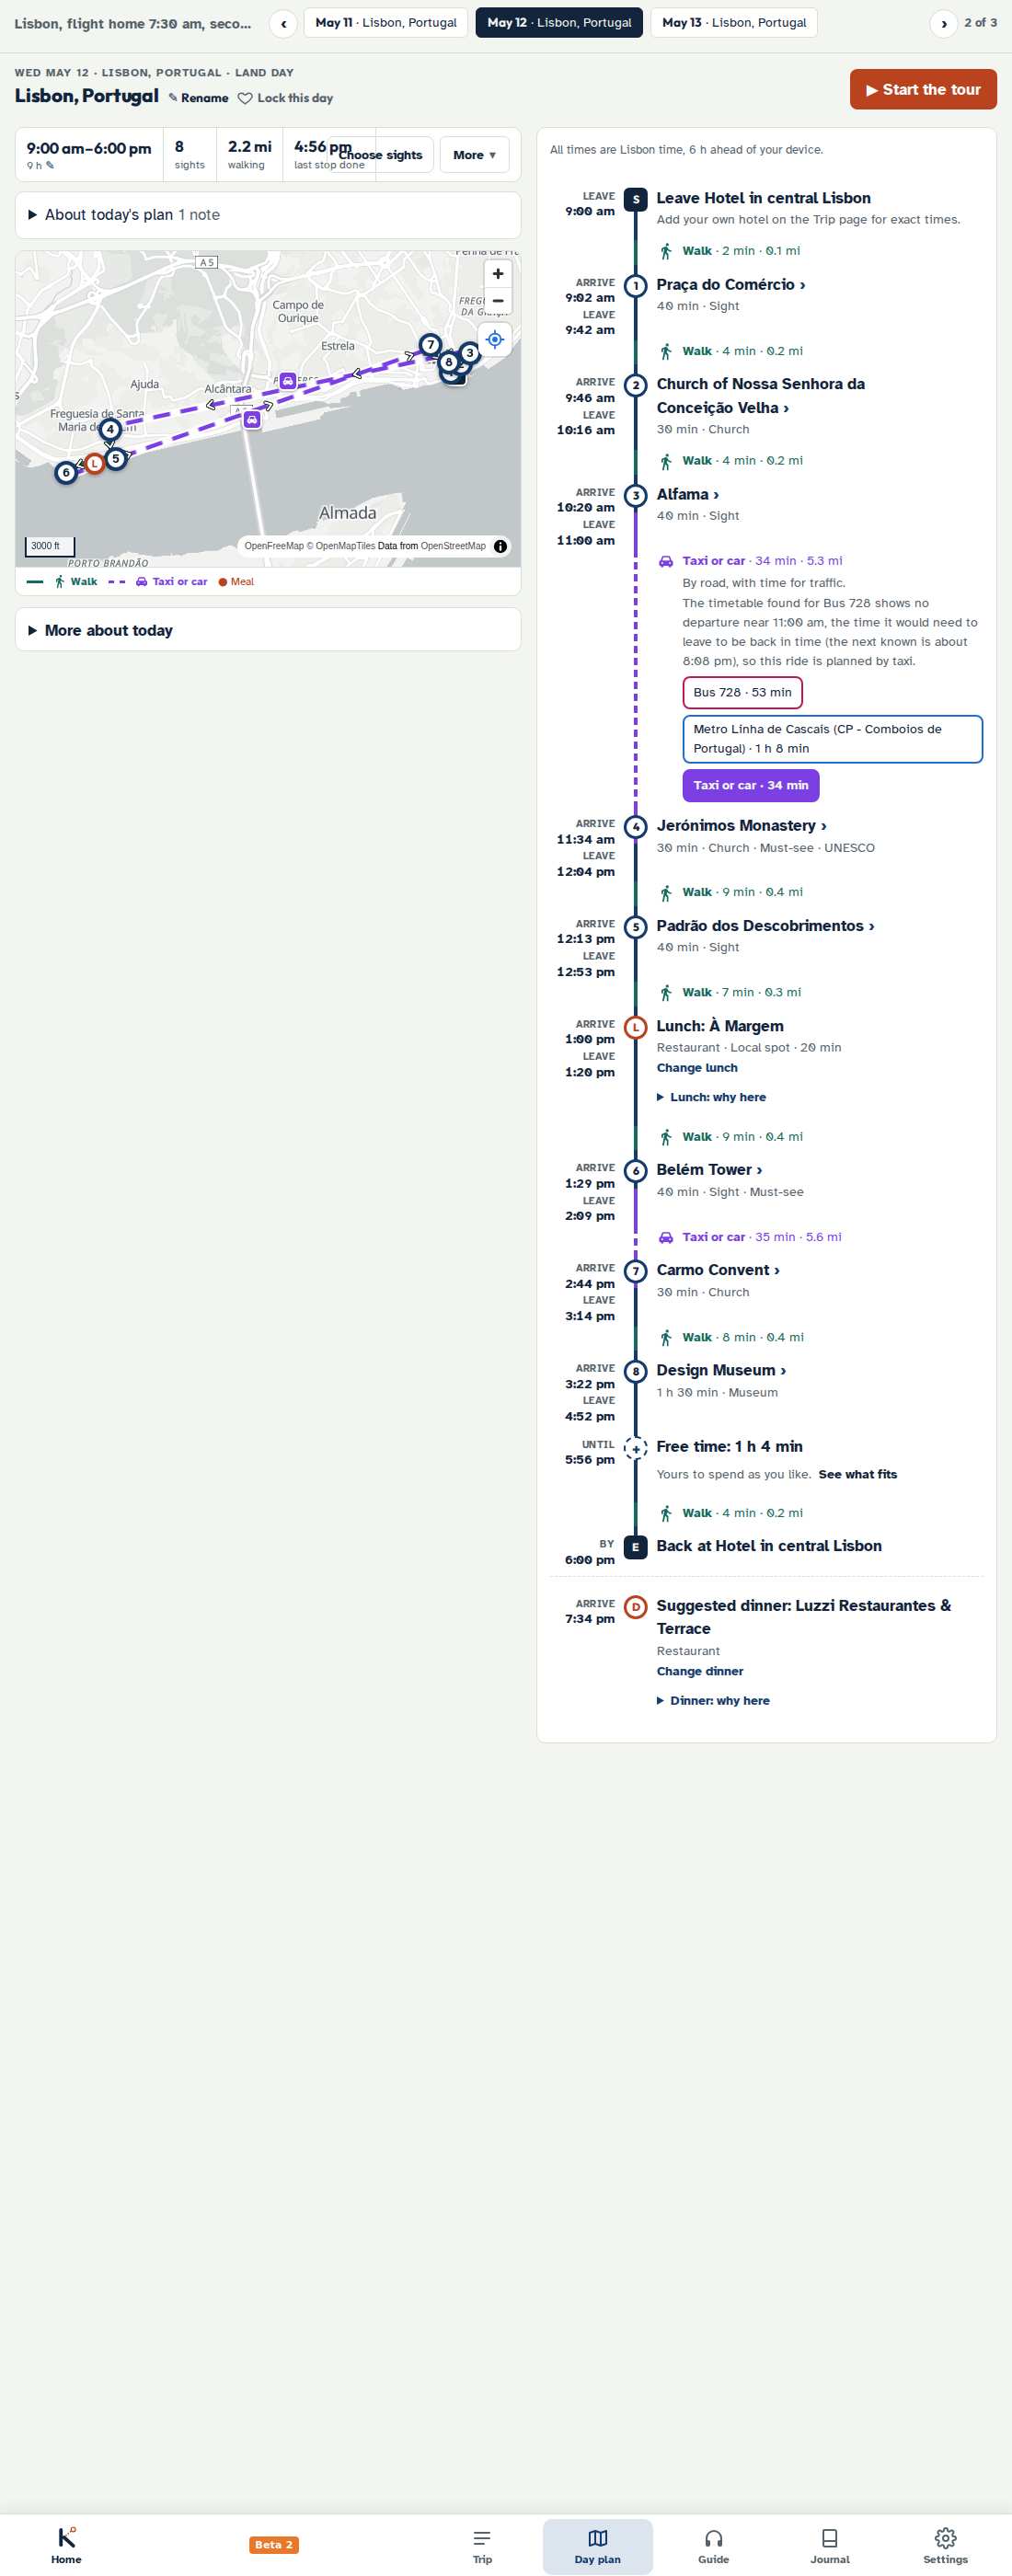 Lisbon, flight home 7:30 am, seco...
‹
May 11 · Lisbon, Portugal
May 12 · Lisbon, Portugal
May 13 · Lisbon, Portugal
›
2 of 3
WED MAY 12 · LISBON, PORTUGAL · LAND DAY
Lisbon, Portugal
✎ Rename
Lock this day
▶ Start the tour
9:00 am–6:00 pm
9 h ✎
8
sights
2.2 mi
walking
4:56 pm
last stop done
Choose sights
More ▾
▶ About today's plan 1 note
A 5
Campo de
Ourique
Estrela
Ajuda
Alcântara
Freguesia de Santa
Almada
PORTO BRANDÃO
+
−
1
2
3
4
5
6
7
8
L
3000 ft
OpenFreeMap © OpenMapTiles Data from OpenStreetMap
Walk
Taxi or car
Meal
▶ More about today
All times are Lisbon time, 6 h ahead of your device.
LEAVE
9:00 am
S
Leave Hotel in central Lisbon
Add your own hotel on the Trip page for exact times.
Walk · 2 min · 0.1 mi
ARRIVE
9:02 am
LEAVE
9:42 am
1
Praça do Comércio ›
40 min · Sight
Walk · 4 min · 0.2 mi
ARRIVE
9:46 am
LEAVE
10:16 am
2
Church of Nossa Senhora da
Conceição Velha ›
30 min · Church
Walk · 4 min · 0.2 mi
ARRIVE
10:20 am
LEAVE
11:00 am
3
Alfama ›
40 min · Sight
Taxi or car · 34 min · 5.3 mi
By road, with time for traffic.
The timetable found for Bus 728 shows no
departure near 11:00 am, the time it would need to
leave to be back in time (the next known is about
8:08 pm), so this ride is planned by taxi.
Bus 728 · 53 min
Metro Linha de Cascais (CP - Comboios de
Portugal) · 1 h 8 min
Taxi or car · 34 min
ARRIVE
11:34 am
LEAVE
12:04 pm
4
Jerónimos Monastery ›
30 min · Church · Must-see · UNESCO
Walk · 9 min · 0.4 mi
ARRIVE
12:13 pm
LEAVE
12:53 pm
5
Padrão dos Descobrimentos ›
40 min · Sight
Walk · 7 min · 0.3 mi
ARRIVE
1:00 pm
LEAVE
1:20 pm
L
Lunch: À Margem
Restaurant · Local spot · 20 min
Change lunch
▶ Lunch: why here
Walk · 9 min · 0.4 mi
ARRIVE
1:29 pm
LEAVE
2:09 pm
6
Belém Tower ›
40 min · Sight · Must-see
Taxi or car · 35 min · 5.6 mi
ARRIVE
2:44 pm
LEAVE
3:14 pm
7
Carmo Convent ›
30 min · Church
Walk · 8 min · 0.4 mi
ARRIVE
3:22 pm
LEAVE
4:52 pm
8
Design Museum ›
1 h 30 min · Museum
UNTIL
5:56 pm
+
Free time: 1 h 4 min
Yours to spend as you like. See what fits
Walk · 4 min · 0.2 mi
BY
6:00 pm
E
Back at Hotel in central Lisbon
ARRIVE
7:34 pm
D
Suggested dinner: Luzzi Restaurantes &
Terrace
Restaurant
Change dinner
▶ Dinner: why here
Home
Beta 2
Trip
Day plan
Guide
Journal
Settings